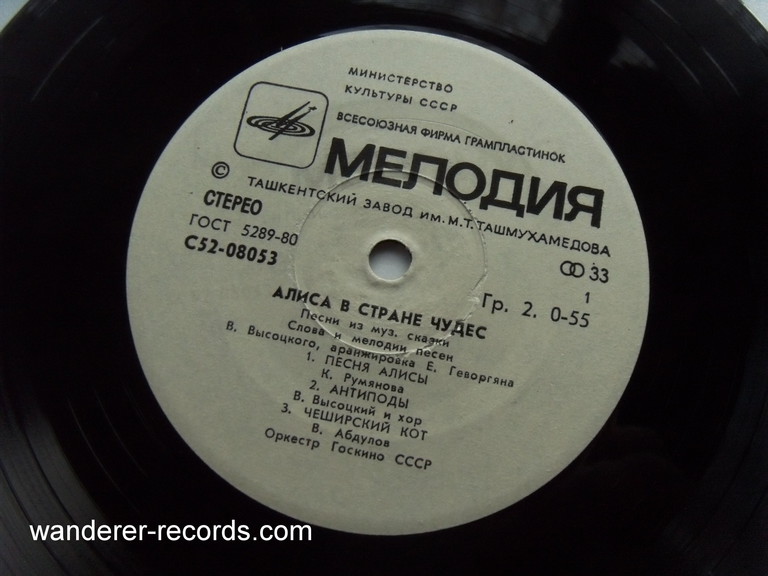 МИНИСТЕРСТВО
КУЛЬТУРЫ СССР
ВСЕСОЮЗНАЯ ФИРМА ГРАМПЛАСТИНОК
МЕЛОДИЯ
© ТАШКЕНТСКИЙ ЗАВОД им. М.Т. ТАШМУХАМЕДОВА
СТЕРЕО
ГОСТ 5289-80
С52-08053
33
1
Гр. 2. 0-55
АЛИСА В СТРАНЕ ЧУДЕС
Песни из муз. сказки
Слова и мелодии песен
В. Высоцкого, аранжировка Е. Геворгяна
1. ПЕСНЯ АЛИСЫ
К. Румянова
2. АНТИПОДЫ
В. Высоцкий и хор
3. ЧЕШИРСКИЙ КОТ
В. Абдулов
Оркестр Госкино СССР
wanderer-records.com